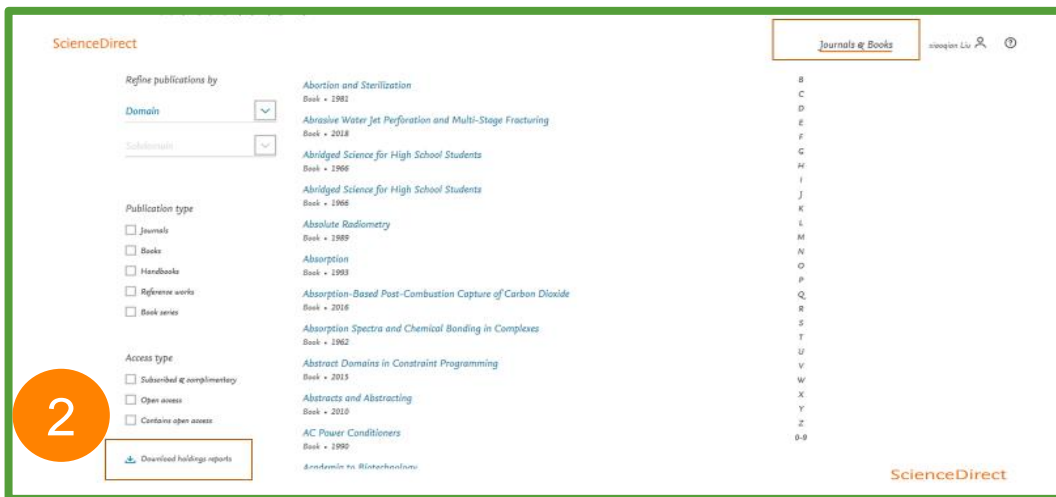 ScienceDirect
Journals & Books
xiaoqian Liu
Refine publications by
Domain
Subdomain
Publication type
Journals
Books
Handbooks
Reference works
Book series
Access type
Subscribed & complimentary
Open access
Contains open access
2
Download holdings reports
Abortion and Sterilization
Book • 1981
Abrasive Water Jet Perforation and Multi-Stage Fracturing
Book • 2018
Abridged Science for High School Students
Book • 1966
Abridged Science for High School Students
Book • 1966
Absolute Radiometry
Book • 1989
Absorption
Book • 1993
Absorption-Based Post-Combustion Capture of Carbon Dioxide
Book • 2016
Absorption Spectra and Chemical Bonding in Complexes
Book • 1962
Abstract Domains in Constraint Programming
Book • 2015
Abstracts and Abstracting
Book • 2010
AC Power Conditioners
Book • 1990
Academia to Biotechnology
B
C
D
E
F
G
H
I
J
K
L
M
N
O
P
Q
R
S
T
U
V
W
X
Y
Z
0-9
ScienceDirect